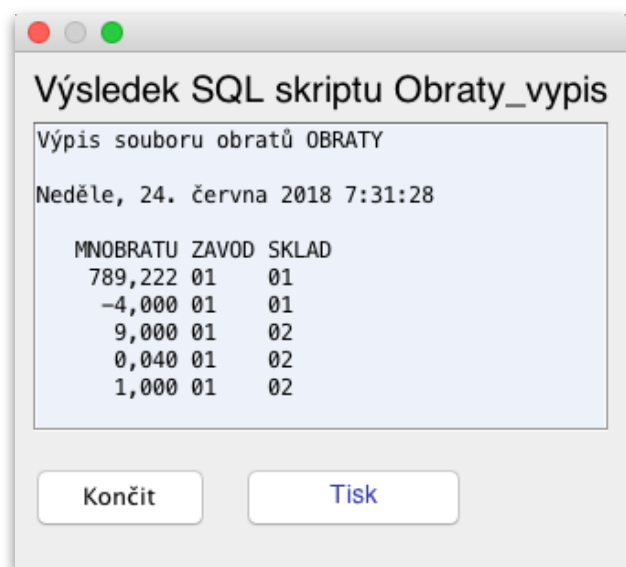 Výsledek SQL skriptu Obraty_vypis
Výpis souboru obratů OBRATY
Neděle, 24. června 2018 7:31:28
MNOBRATU ZAVOD SKLAD
789,222 01 01
−4,000 01 01
9,000 01 02
0,040 01 02
1,000 01 02
Končit Tisk